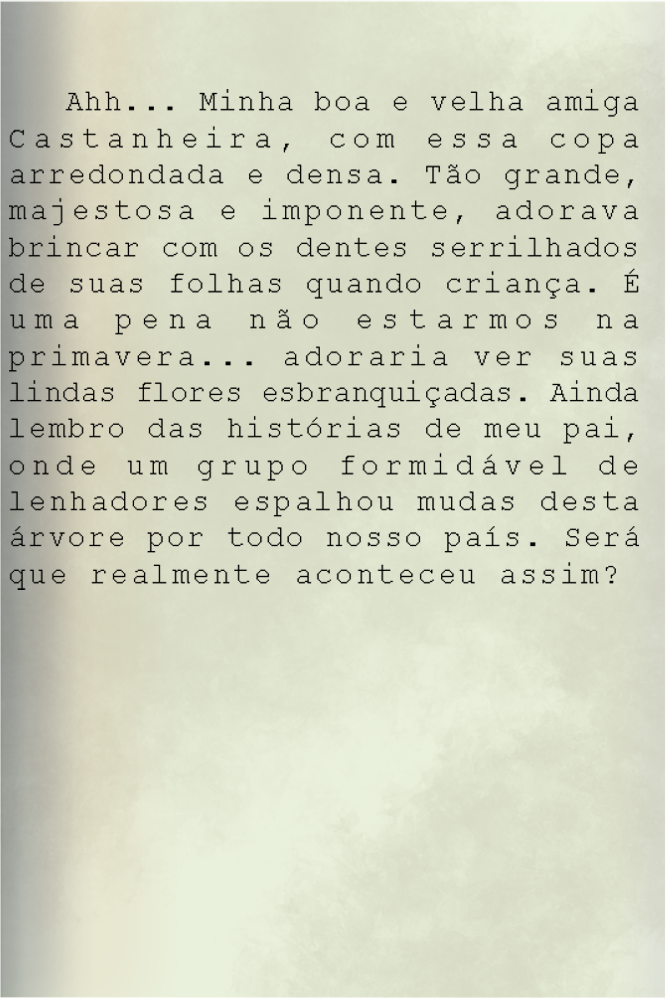 Ahh... Minha boa e velha amiga
Castanheira, com essa copa
arredondada e densa. Tão grande,
majestosa e imponente, adorava
brincar com os dentes serrilhados
de suas folhas quando criança. É
uma pena não estarmos na
primavera... adoraria ver suas
lindas flores esbranquiçadas. Ainda
lembro das histórias de meu pai,
onde um grupo formidável de
lenhadores espalhou mudas desta
árvore por todo nosso país. Será
que realmente aconteceu assim?